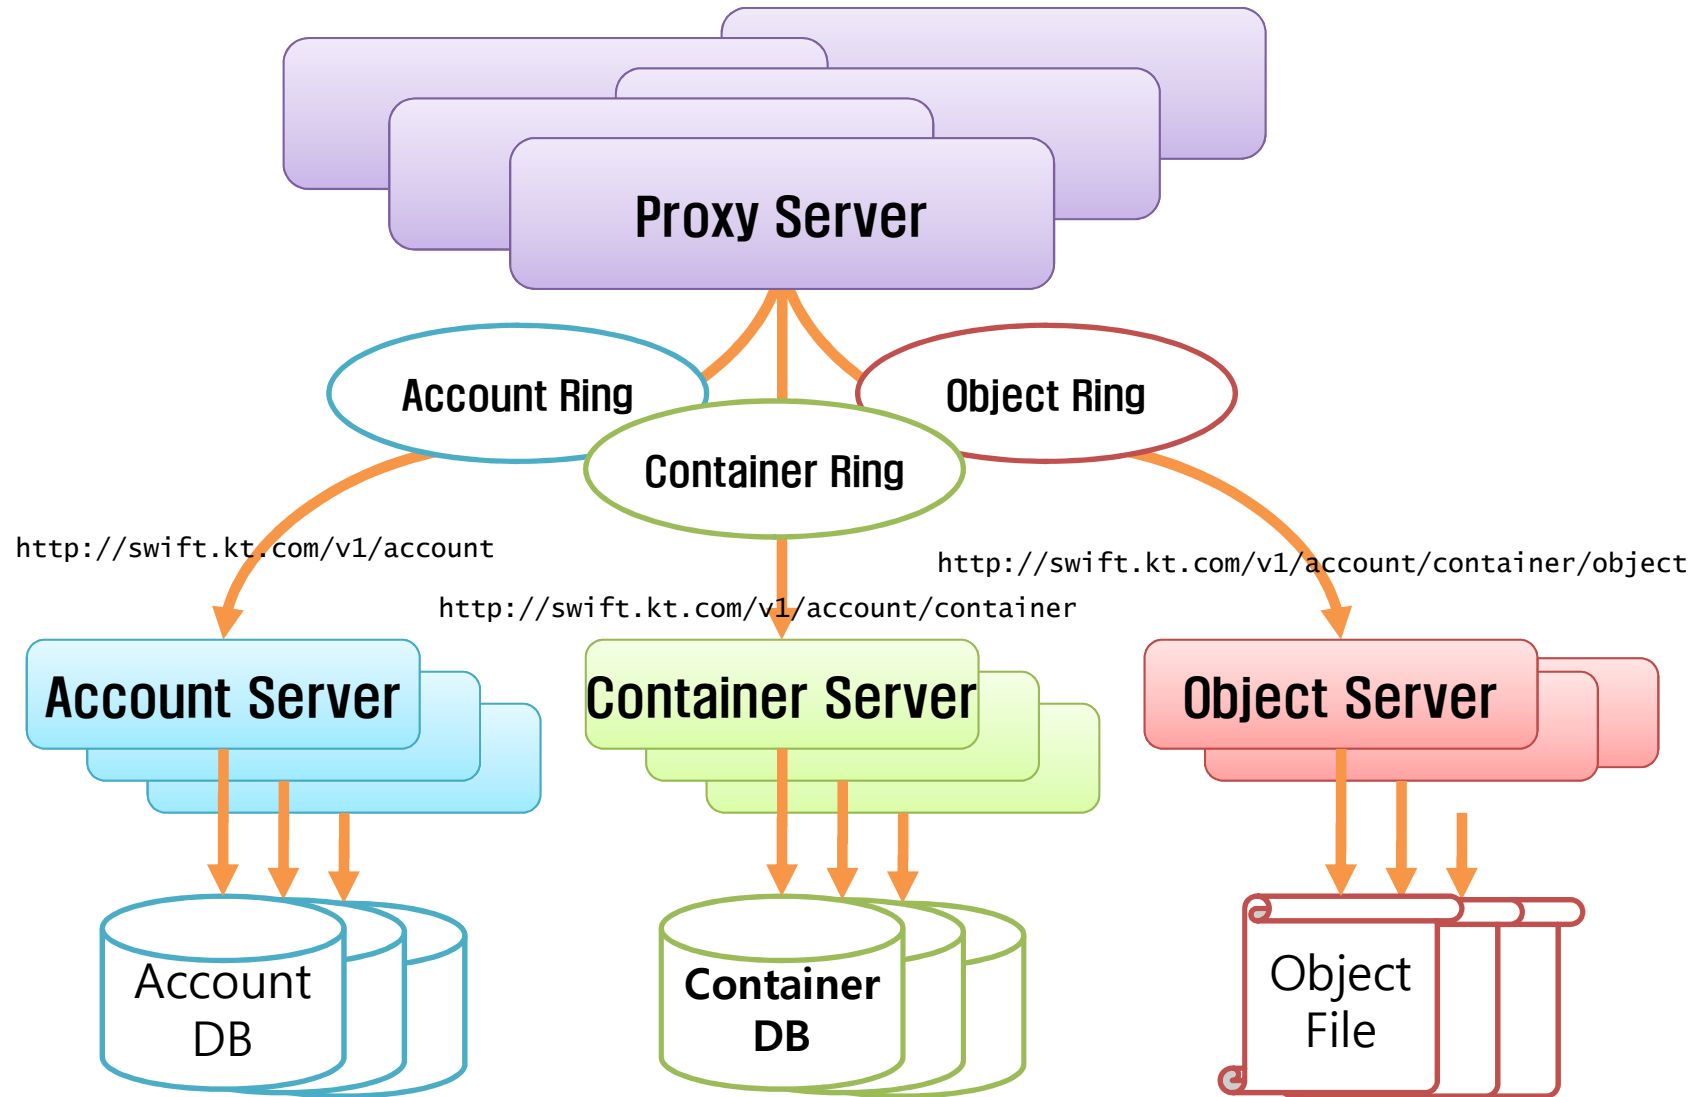 Proxy Server
Account Ring
Object Ring
Container Ring
http://swift.kt.com/v1/account
http://swift.kt.com/v1/account/container/object
http://swift.kt.com/v1/account/container
Account Server
Container Server
Object Server
Account
DB
Container
DB
Object
File